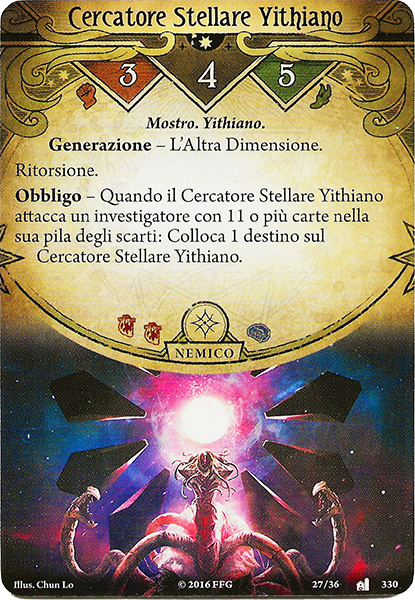 Cercatore Stellare Yithiano
3 4 5
Mostro. Yithiano.
Generazione – L'Altra Dimensione.
Ritorsione.
Obbligo – Quando il Cercatore Stellare Yithiano
attacca un investigatore con 11 o più carte nella
sua pila degli scarti: Colloca 1 destino sul
Cercatore Stellare Yithiano.
NEMICO
Illus. Chun Lo © 2016 FFG 27/36 330